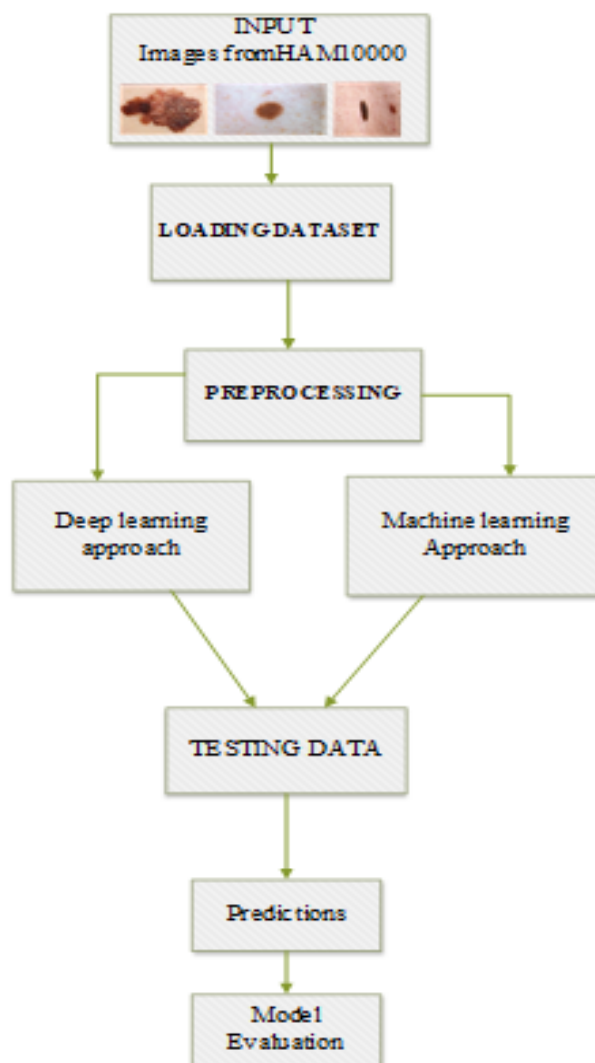 INPUT
Images fromHAM10000
LOADINGDATASET
PREPROCESSING
Deep learning
approach
Machine learning
Approach
TESTING DATA
Predictions
Model
Evaluation